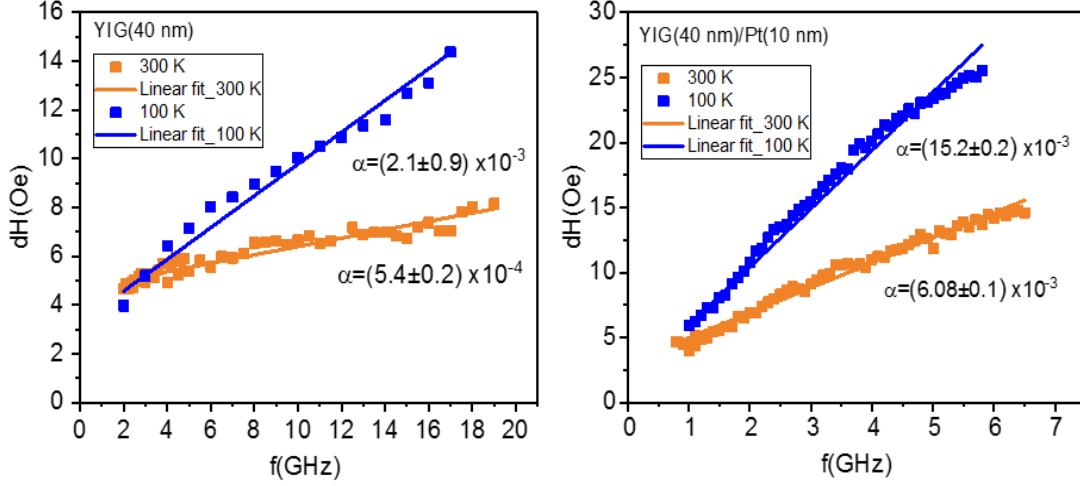 YIG(40 nm)
300 K
Linear fit_300 K
100 K
Linear fit_100 K
α=(2.1±0.9) x10⁻³
α=(5.4±0.2) x10⁻⁴
dH(Oe)
16
14
12
10
8
6
4
2
0
0 2 4 6 8 10 12 14 16 18 20
f(GHz)
YIG(40 nm)/Pt(10 nm)
300 K
100 K
Linear fit_300 K
Linear fit_100 K
α=(15.2±0.2) x10⁻³
α=(6.08±0.1) x10⁻³
dH(Oe)
30
25
20
15
10
5
0
0 1 2 3 4 5 6 7
f(GHz)